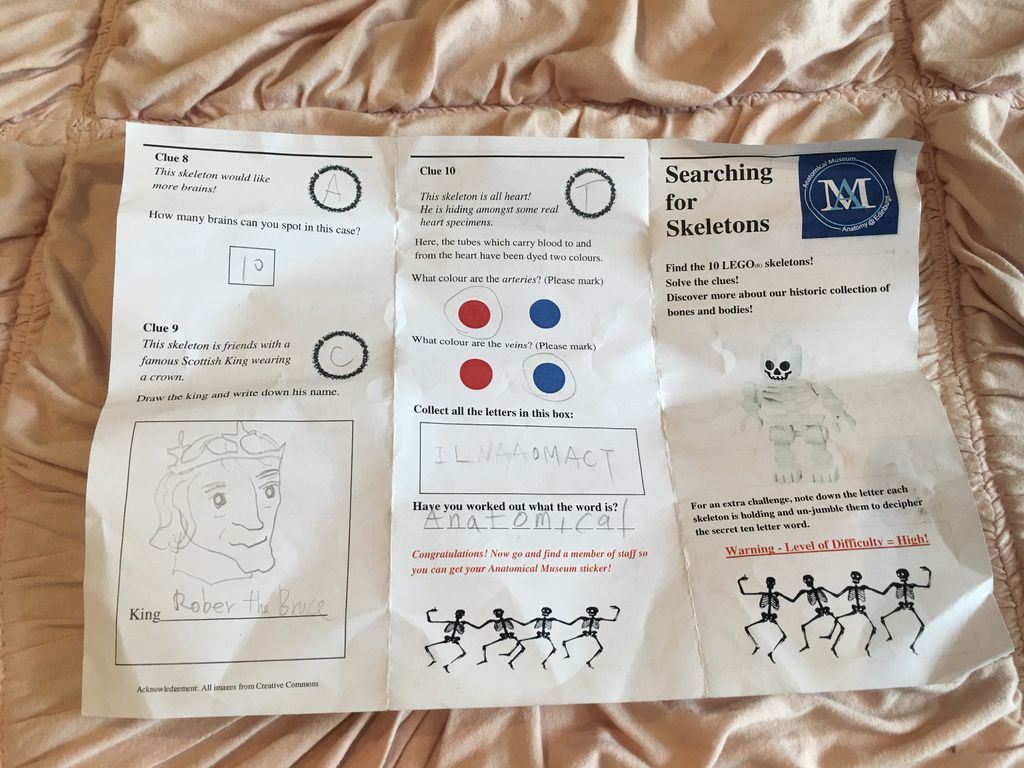 Clue 8
This skeleton would like
more brains!
A
How many brains can you spot in this case?
10
Clue 9
This skeleton is friends with a
famous Scottish King wearing
a crown.
C
Draw the king and write down his name.
King Rober the Bruce
Acknowledgement: All images from Creative Commons
Clue 10
This skeleton is all heart!
He is hiding amongst some real
heart specimens.
T
Here, the tubes which carry blood to and
from the heart have been dyed two colours.
What colour are the arteries? (Please mark)
What colour are the veins? (Please mark)
Collect all the letters in this box:
ILNAAOMACT
Have you worked out what the word is?
Anatomical
Congratulations! Now go and find a member of staff so
you can get your Anatomical Museum sticker!
Searching
for
Skeletons
Anatomical Museum
MA
Anatomy@Edinburgh
Find the 10 LEGO(R) skeletons!
Solve the clues!
Discover more about our historic collection of
bones and bodies!
For an extra challenge, note down the letter each
skeleton is holding and un-jumble them to decipher
the secret ten letter word.
Warning - Level of Difficulty = High!